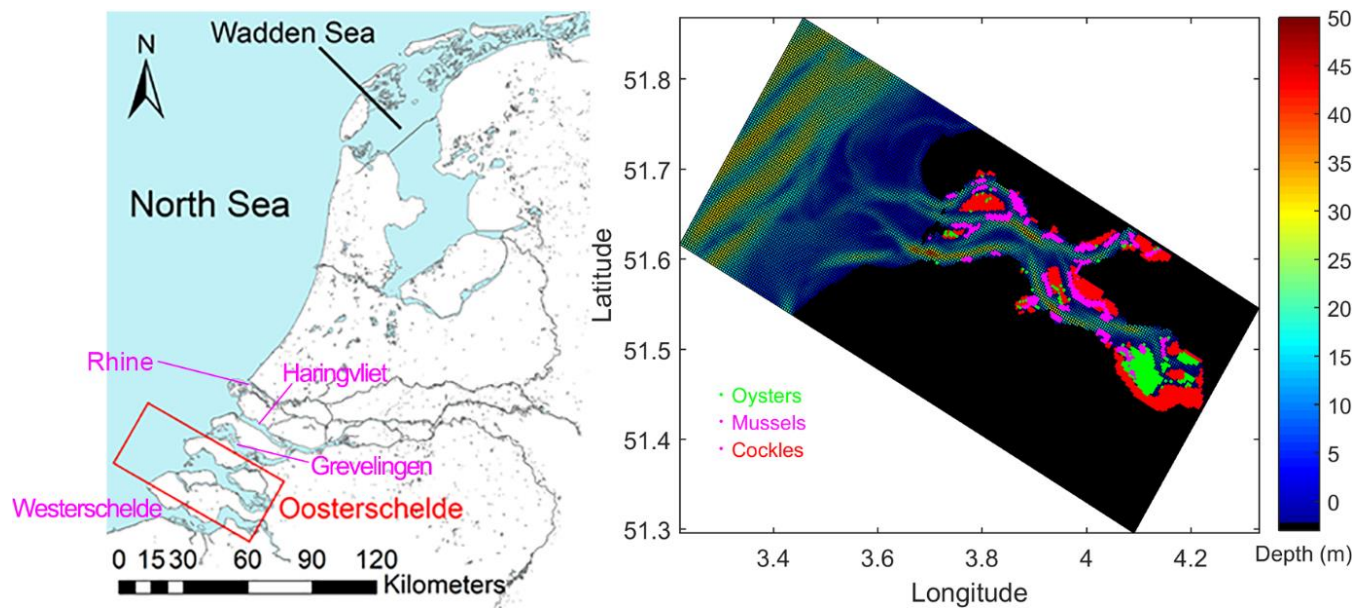 Wadden Sea
N
North Sea
Rhine
Haringvliet
Grevelingen
Westerschelde
Oosterschelde
0 15 30 60 90 120
Kilometers
51.8
51.7
51.6
51.5
51.4
51.3
Latitude
3.4 3.6 3.8 4 4.2
Longitude
Oysters
Mussels
Cockles
50
45
40
35
30
25
20
15
10
5
0
Depth (m)